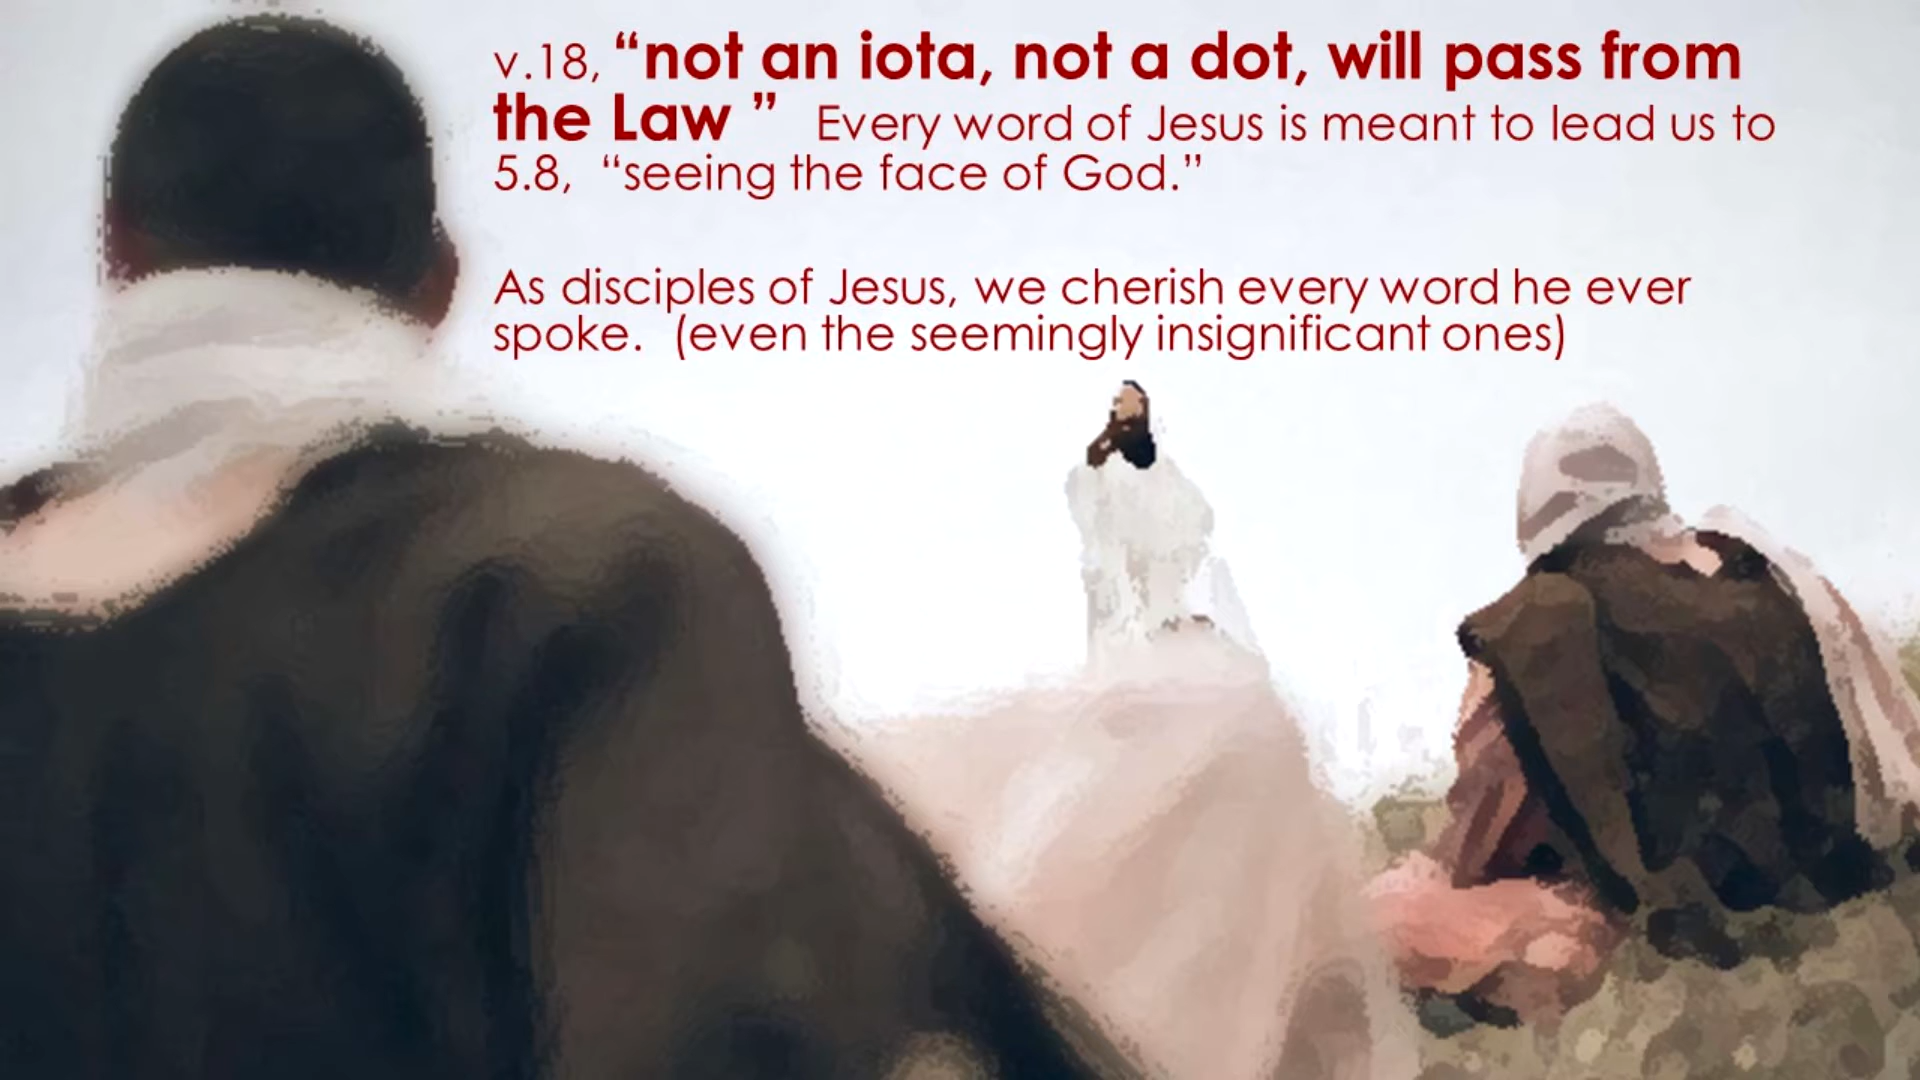 v.18, “not an iota, not a dot, will pass from
the Law ” Every word of Jesus is meant to lead us to
5.8, “seeing the face of God.”
As disciples of Jesus, we cherish every word he ever
spoke. (even the seemingly insignificant ones)